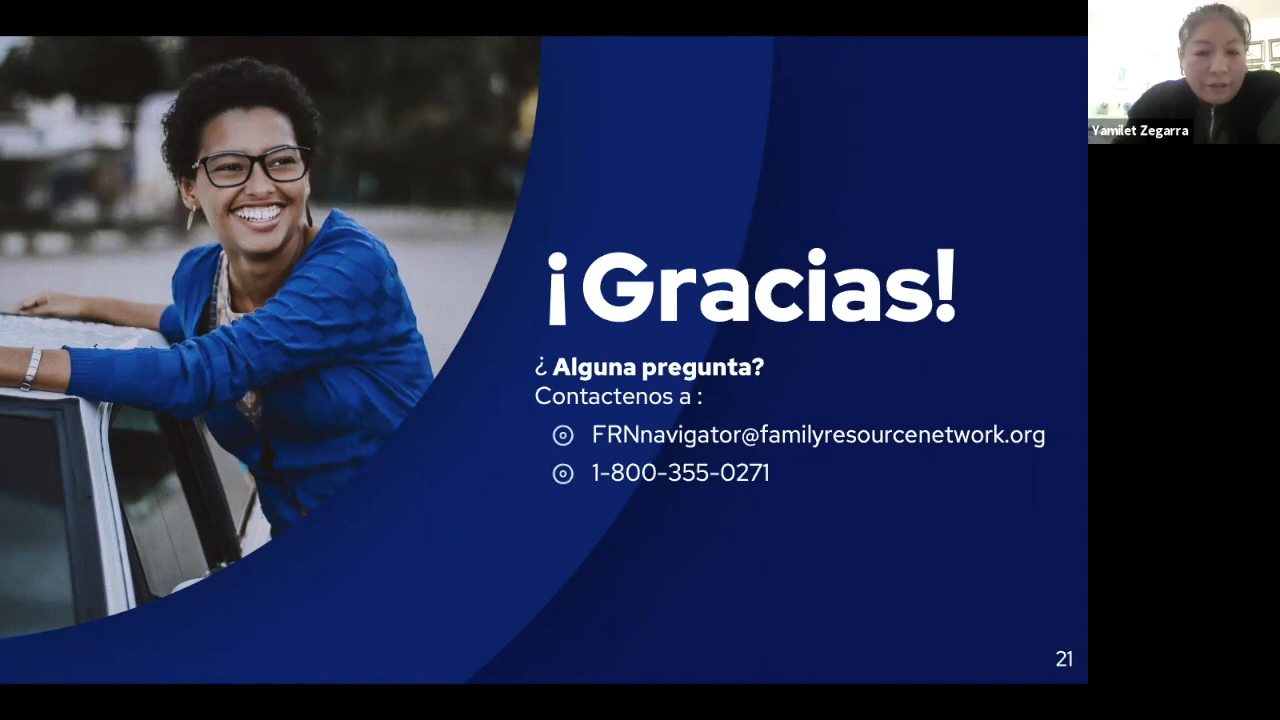 ¡Gracias!
¿ Alguna pregunta?
Contactenos a :
FRNnavigator@familyresourcenetwork.org
1-800-355-0271
21
Yamilet Zegarra